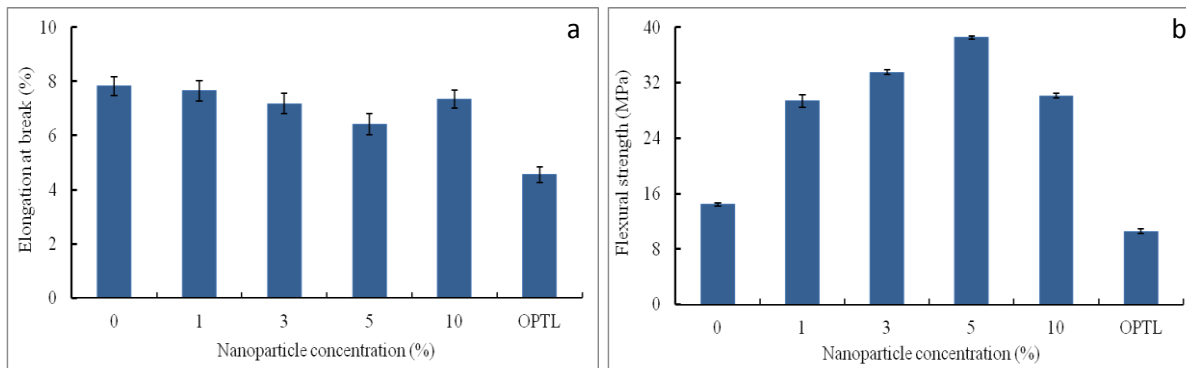 a
Elongation at break (%)
10
8
6
4
2
0
0 1 3 5 10 OPTL
Nanoparticle concentration (%)
b
Flexural strength (MPa)
40
32
24
16
8
0
0 1 3 5 10 OPTL
Nanoparticle concentration (%)